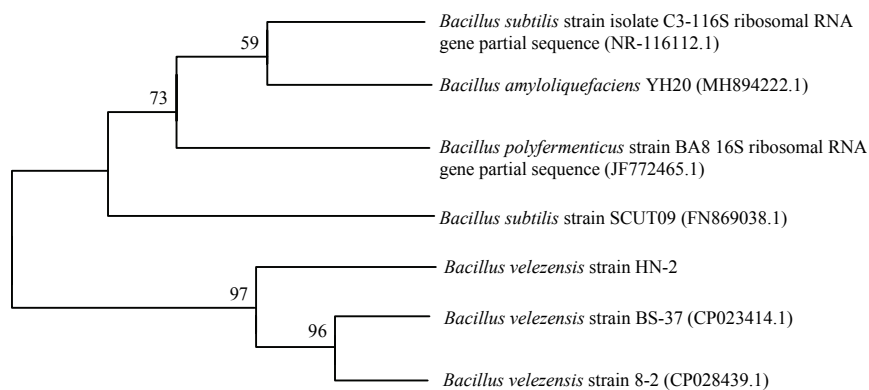 Bacillus subtilis strain isolate C3-116S ribosomal RNA
gene partial sequence (NR-116112.1)
59
Bacillus amyloliquefaciens YH20 (MH894222.1)
73
Bacillus polyfermenticus strain BA8 16S ribosomal RNA
gene partial sequence (JF772465.1)
Bacillus subtilis strain SCUT09 (FN869038.1)
Bacillus velezensis strain HN-2
97
Bacillus velezensis strain BS-37 (CP023414.1)
96
Bacillus velezensis strain 8-2 (CP028439.1)